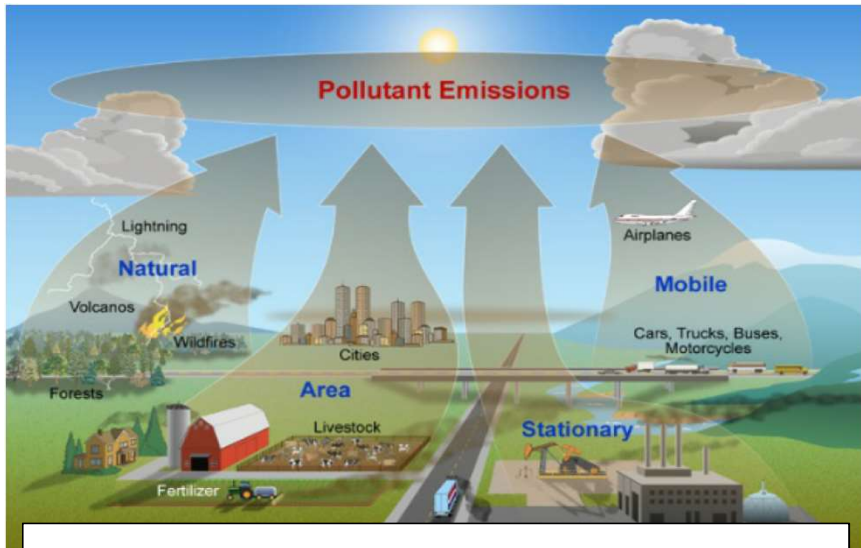 Pollutant Emissions
Lightning
Natural
Volcanos
Wildfires
Forests
Cities
Area
Livestock
Fertilizer
Airplanes
Mobile
Cars, Trucks, Buses,
Motorcycles
Stationary